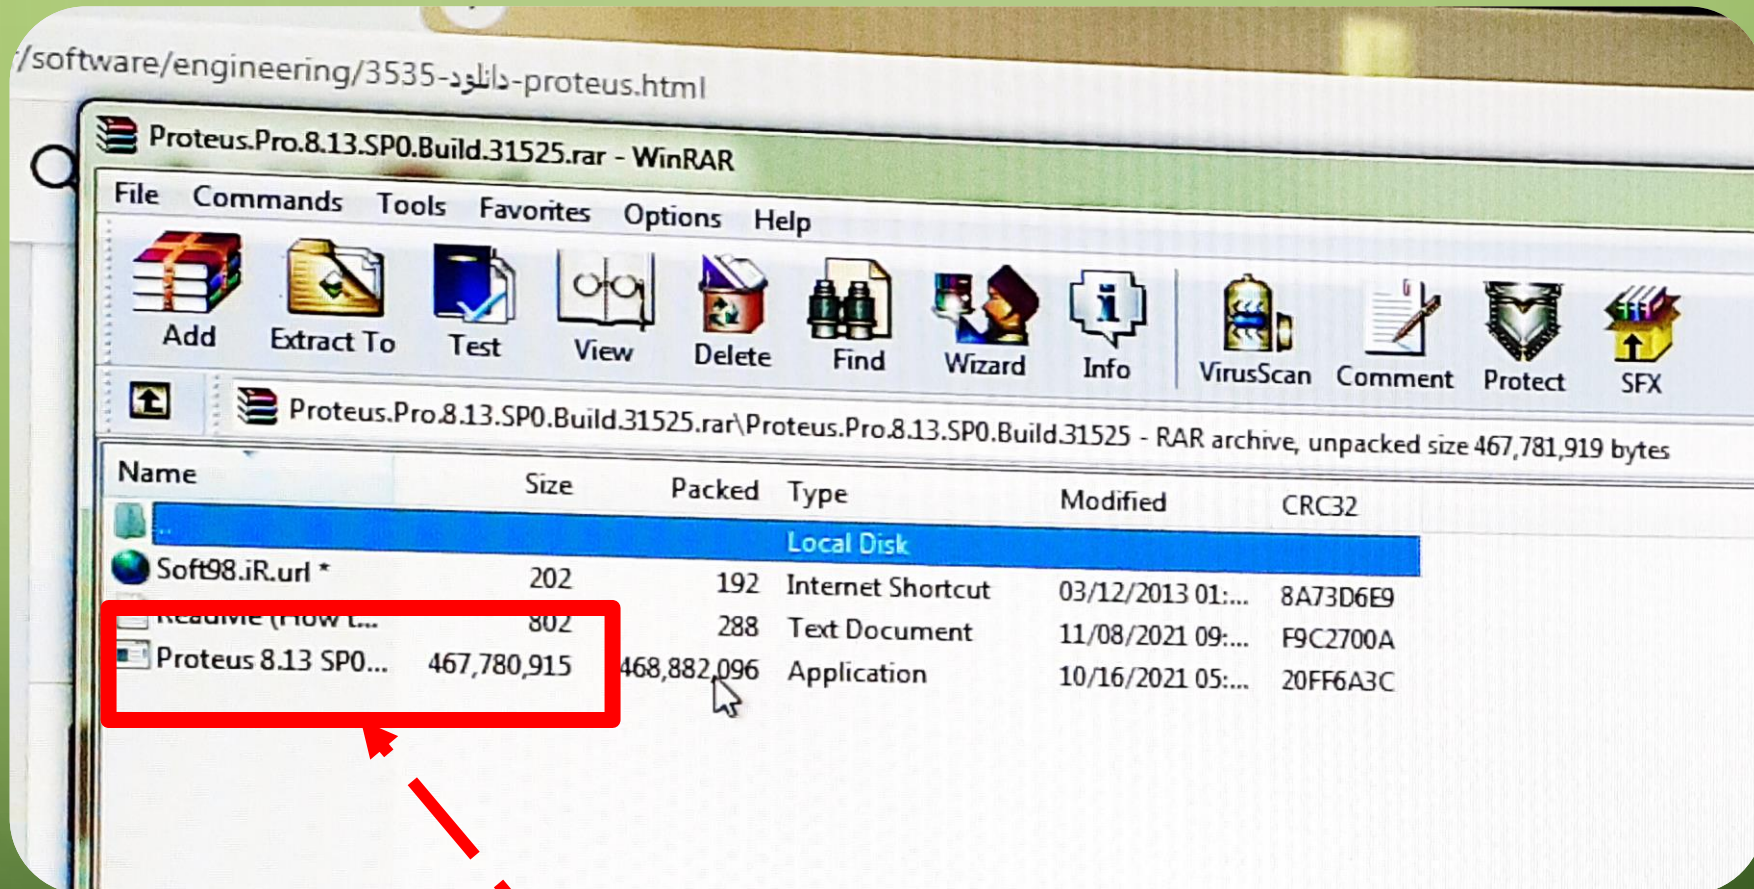 /software/engineering/3535-دانلود-proteus.html
Proteus.Pro.8.13.SP0.Build.31525.rar - WinRAR
File Commands Tools Favorites Options Help
Add Extract To Test View Delete Find Wizard Info VirusScan Comment Protect SFX
Proteus.Pro.8.13.SP0.Build.31525.rar\Proteus.Pro.8.13.SP0.Build.31525 - RAR archive, unpacked size 467,781,919 bytes
Name Size Packed Type Modified CRC32
.. Local Disk
Soft98.iR.url * 202 192 Internet Shortcut 03/12/2013 01:... 8A73D6E9
ReadMe (How t... 802 288 Text Document 11/08/2021 09:... F9C2700A
Proteus 8.13 SP0... 467,780,915 468,882,096 Application 10/16/2021 05:... 20FF6A3C